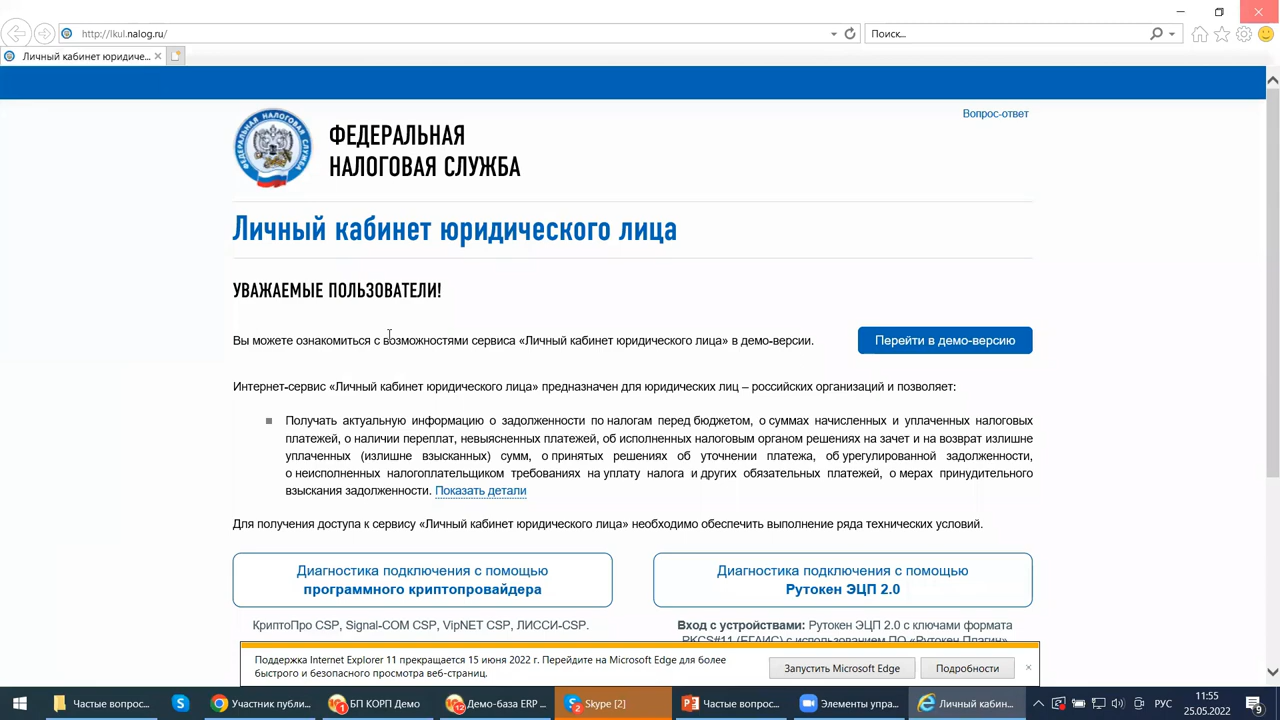 http://lkul.nalog.ru/
Поиск...
Личный кабинет юридиче...
Вопрос-ответ
ФЕДЕРАЛЬНАЯ
НАЛОГОВАЯ СЛУЖБА
Личный кабинет юридического лица
УВАЖАЕМЫЕ ПОЛЬЗОВАТЕЛИ!
Вы можете ознакомиться с возможностями сервиса «Личный кабинет юридического лица» в демо-версии.
Перейти в демо-версию
Интернет-сервис «Личный кабинет юридического лица» предназначен для юридических лиц – российских организаций и позволяет:
Получать актуальную информацию о задолженности по налогам перед бюджетом, о суммах начисленных и уплаченных налоговых
платежей, о наличии переплат, невыясненных платежей, об исполненных налоговым органом решениях на зачет и на возврат излишне
уплаченных (излишне взысканных) сумм, о принятых решениях об уточнении платежа, об урегулированной задолженности,
о неисполненных налогоплательщиком требованиях на уплату налога и других обязательных платежей, о мерах принудительного
взыскания задолженности. Показать детали
Для получения доступа к сервису «Личный кабинет юридического лица» необходимо обеспечить выполнение ряда технических условий.
Диагностика подключения с помощью
программного криптопровайдера
Диагностика подключения с помощью
Рутокен ЭЦП 2.0
КриптоПро CSP, Signal-COM CSP, VipNET CSP, ЛИССИ-CSP.
Вход с устройствами: Рутокен ЭЦП 2.0 с ключами формата
PKCS#11 (ЕГАИС) с использованием ПО «Рутокен Плагин»
Поддержка Internet Explorer 11 прекращается 15 июня 2022 г. Перейдите на Microsoft Edge для более
быстрого и безопасного просмотра веб-страниц.
Запустить Microsoft Edge
Подробности
Частые вопрос...
Участник публи...
БП КОРП Демо
Демо-база ERP ...
Skype [2]
Частые вопрос...
Элементы упра...
Личный кабин...
РУС
11:55
25.05.2022